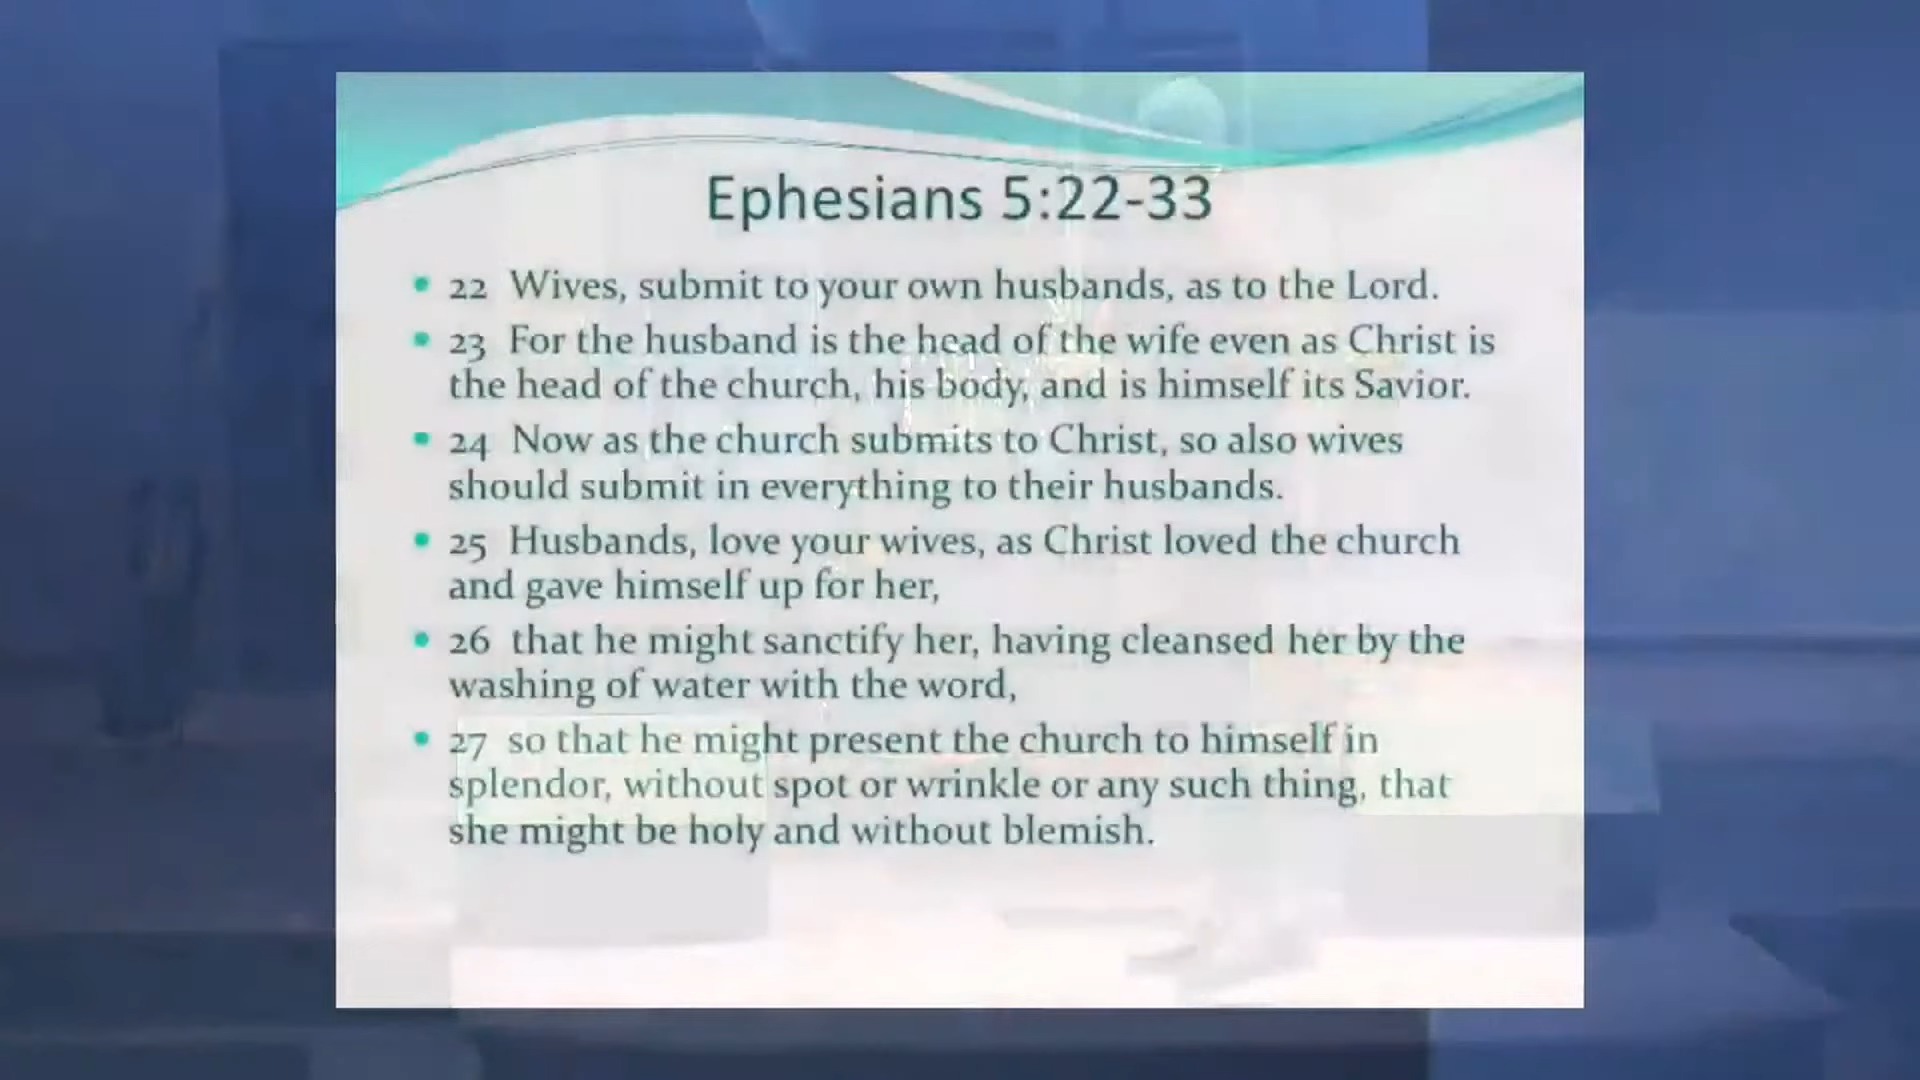 Ephesians 5:22-33
• 22 Wives, submit to your own husbands, as to the Lord.
• 23 For the husband is the head of the wife even as Christ is
the head of the church, his body, and is himself its Savior.
• 24 Now as the church submits to Christ, so also wives
should submit in everything to their husbands.
• 25 Husbands, love your wives, as Christ loved the church
and gave himself up for her,
• 26 that he might sanctify her, having cleansed her by the
washing of water with the word,
• 27 so that he might present the church to himself in
splendor, without spot or wrinkle or any such thing, that
she might be holy and without blemish.